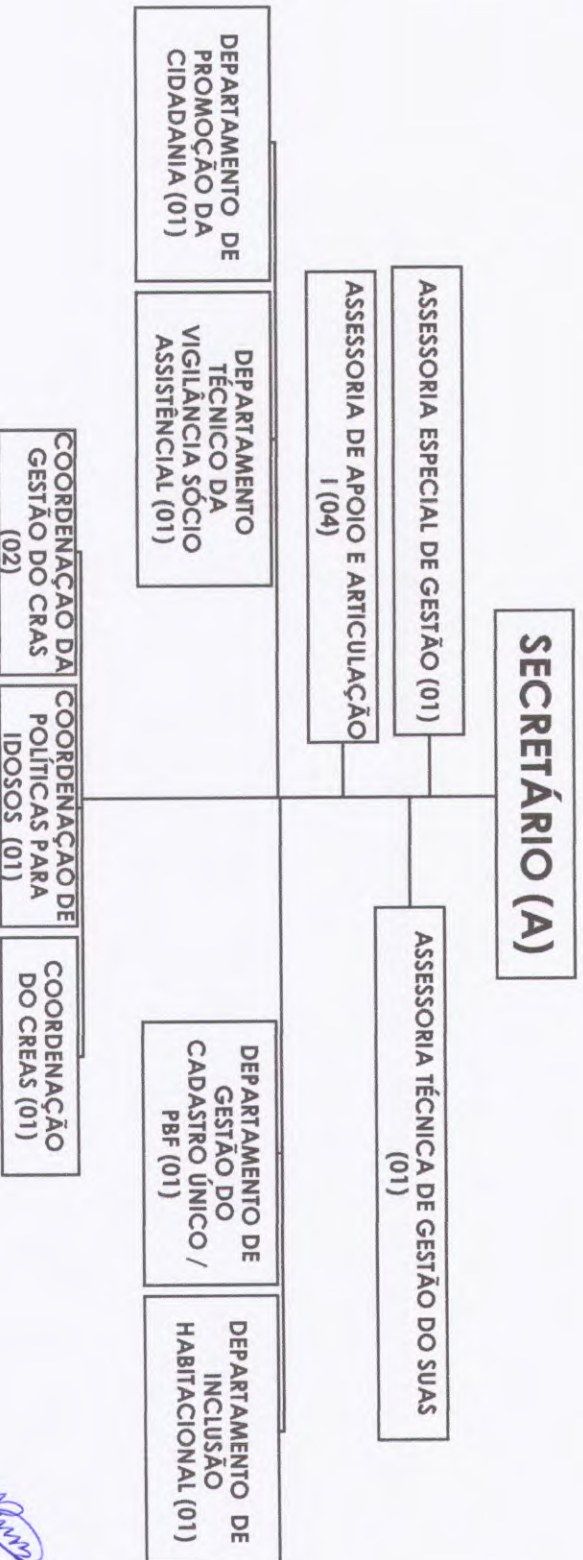 SECRETÁRIO (A)
ASSESSORIA ESPECIAL DE GESTÃO (01)
ASSESSORIA TÉCNICA DE GESTÃO DO SUAS
(01)
ASSESSORIA DE APOIO E ARTICULAÇÃO
I (04)
DEPARTAMENTO DE
PROMOÇÃO DA
CIDADANIA (01)
DEPARTAMENTO
TÉCNICO DA
VIGILÂNCIA SÓCIO
ASSISTÊNCIAL (01)
DEPARTAMENTO DE
GESTÃO DO
CADASTRO ÚNICO /
PBF (01)
DEPARTAMENTO DE
INCLUSÃO
HABITACIONAL (01)
COORDENAÇÃO DA
GESTÃO DO CRAS
(02)
COORDENAÇÃO DE
POLÍTICAS PARA
IDOSOS (01)
COORDENAÇÃO
DO CREAS (01)